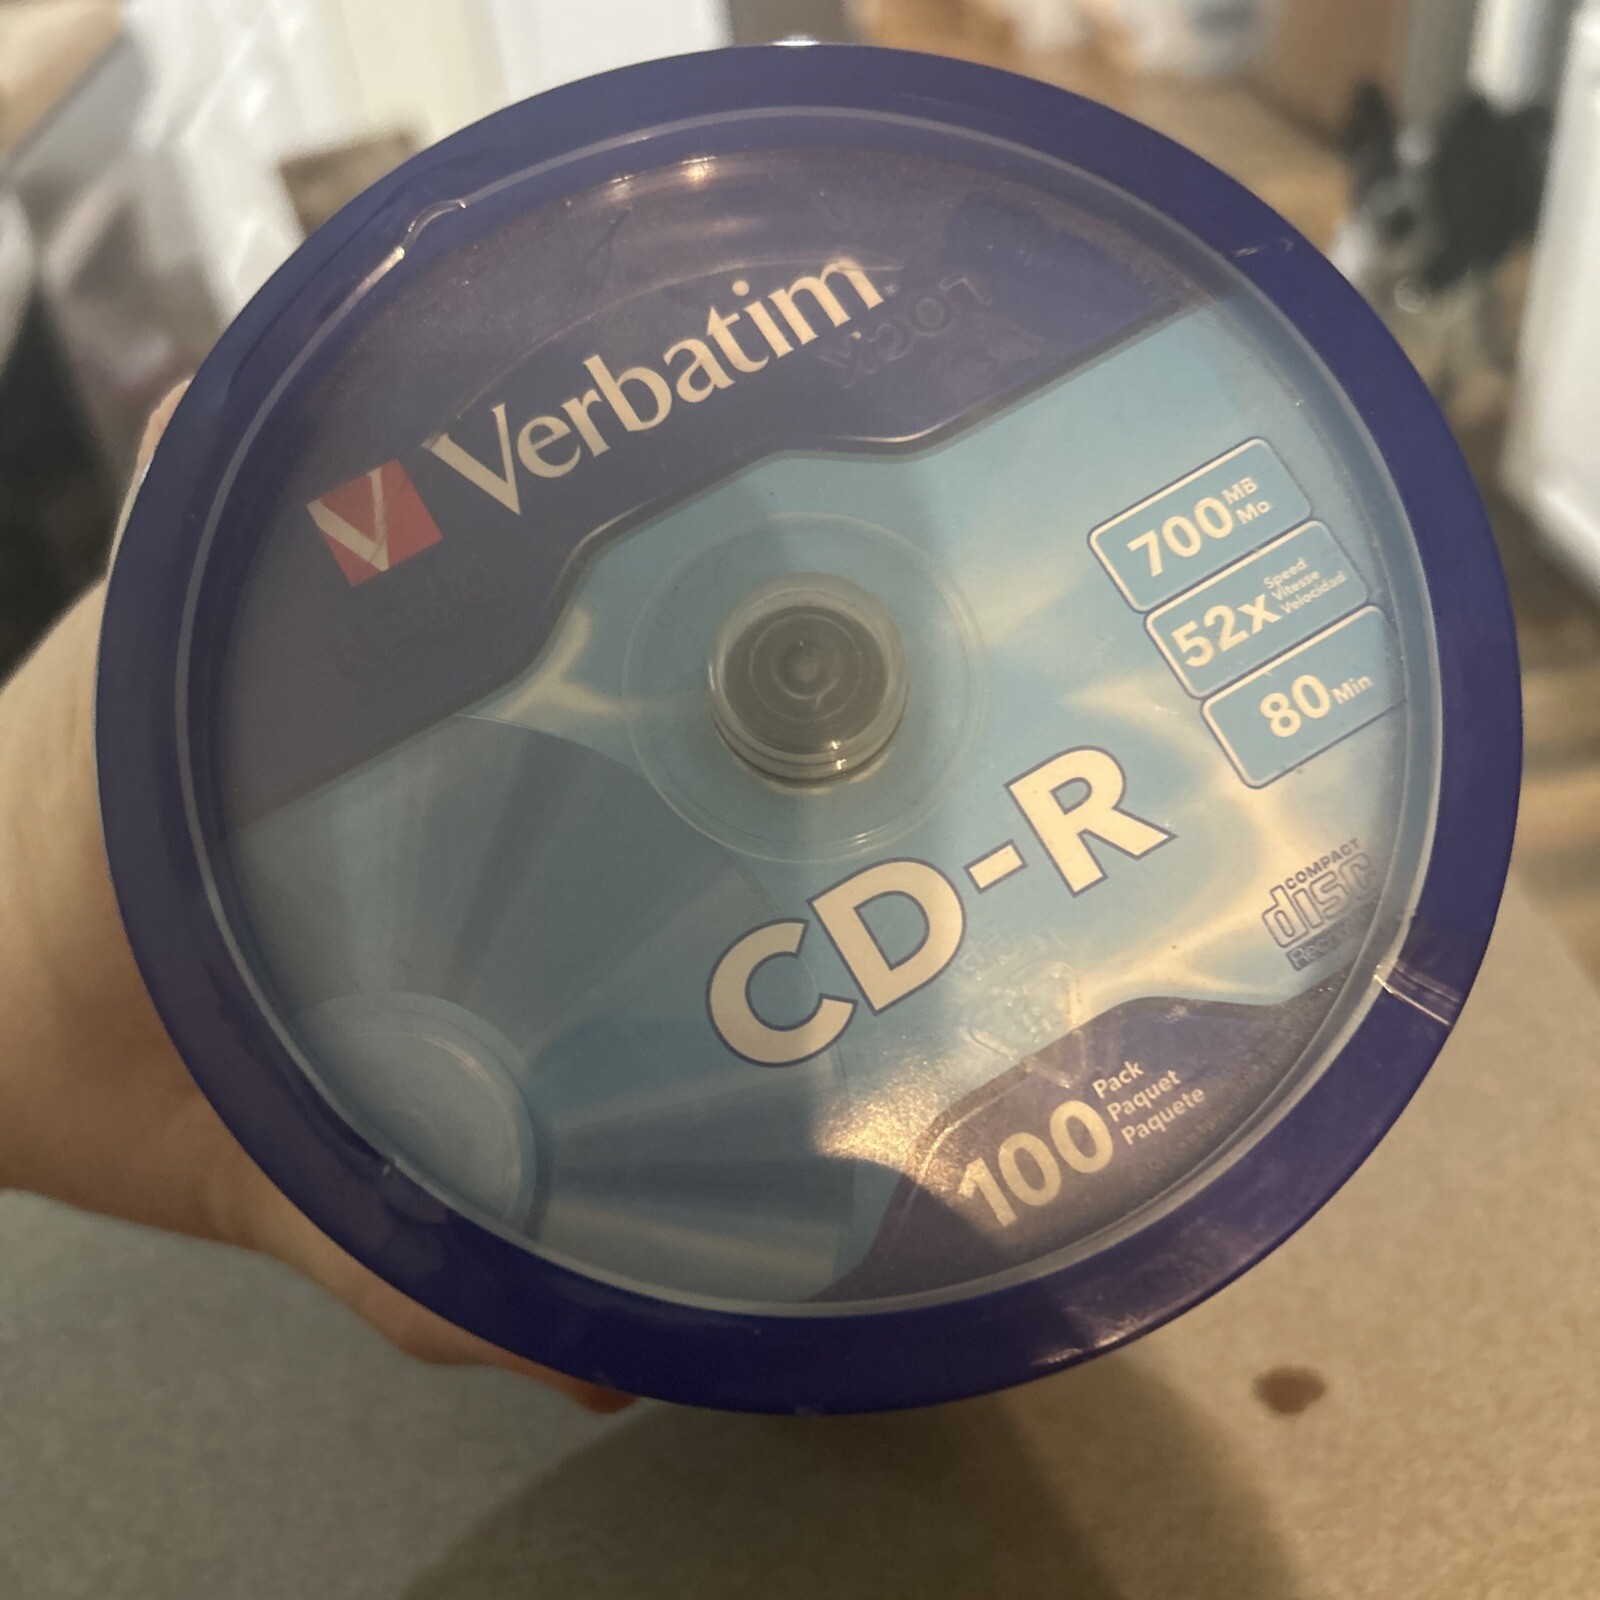 Verbatim
700 MB
Mo
52x Speed
Vitesse
Velocidad
80 Min
CD-R
COMPACT
disc
100 Pack
Paquet
Paquete